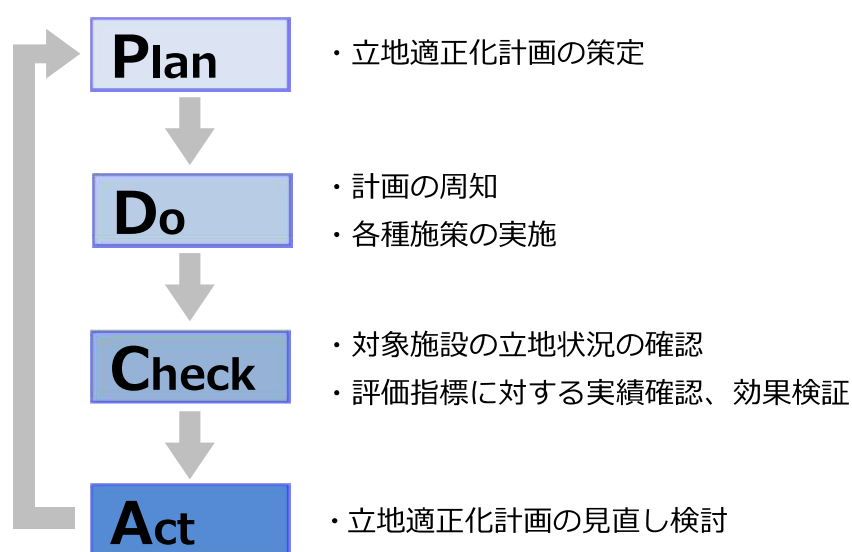 Plan
・立地適正化計画の策定
Do
・計画の周知
・各種施策の実施
Check
・対象施設の立地状況の確認
・評価指標に対する実績確認、効果検証
Act
・立地適正化計画の見直し検討